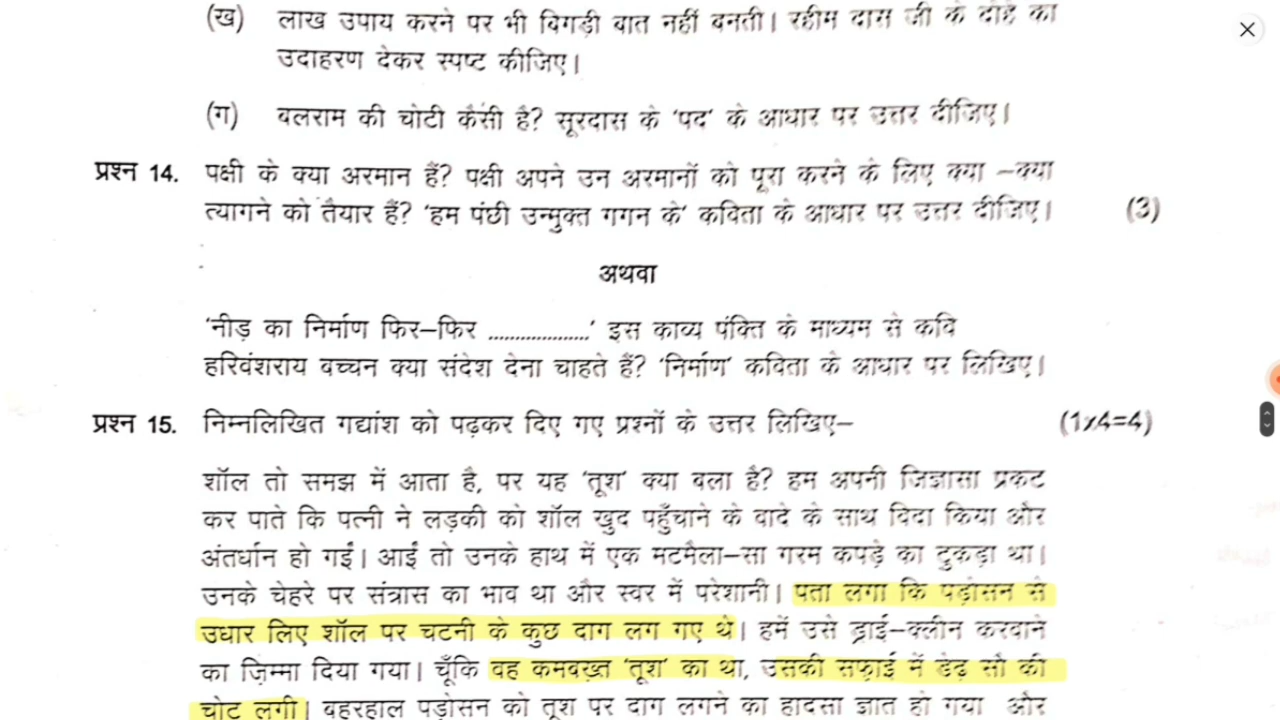 (ख) लाख उपाय करने पर भी बिगड़ी बात नहीं बनती। रहीम दास जी के दोहे का
उदाहरण देकर स्पष्ट कीजिए।
(ग) बलराम की चोटी कैसी है? सूरदास के 'पद' के आधार पर उत्तर दीजिए।
प्रश्न 14. पक्षी के क्या अरमान हैं? पक्षी अपने उन अरमानों को पूरा करने के लिए क्या –क्या
त्यागने को तैयार हैं? 'हम पंछी उन्मुक्त गगन के' कविता के आधार पर उत्तर दीजिए। (3)
अथवा
'नीड़ का निर्माण फिर–फिर ....................' इस काव्य पंक्ति के माध्यम से कवि
हरिवंशराय बच्चन क्या संदेश देना चाहते हैं? 'निर्माण' कविता के आधार पर लिखिए।
प्रश्न 15. निम्नलिखित गद्यांश को पढ़कर दिए गए प्रश्नों के उत्तर लिखिए– (1x4=4)
शॉल तो समझ में आता है, पर यह 'तूश' क्या बला है? हम अपनी जिज्ञासा प्रकट
कर पाते कि पत्नी ने लड़की को शॉल खुद पहुँचाने के वादे के साथ विदा किया और
अंतर्धान हो गईं। आईं तो उनके हाथ में एक मटमैला–सा गरम कपड़े का टुकड़ा था।
उनके चेहरे पर संत्रास का भाव था और स्वर में परेशानी। पता लगा कि पड़ोसन से
उधार लिए शॉल पर चटनी के कुछ दाग लग गए थे। हमें उसे ड्राई–क्लीन करवाने
का ज़िम्मा दिया गया। चूँकि वह कमबख़्त 'तूश' का था, उसकी सफ़ाई में डेढ़ सौ की
चोट लगी। बहरहाल पड़ोसन को तूश पर दाग लगने का हादसा ज्ञात हो गया और